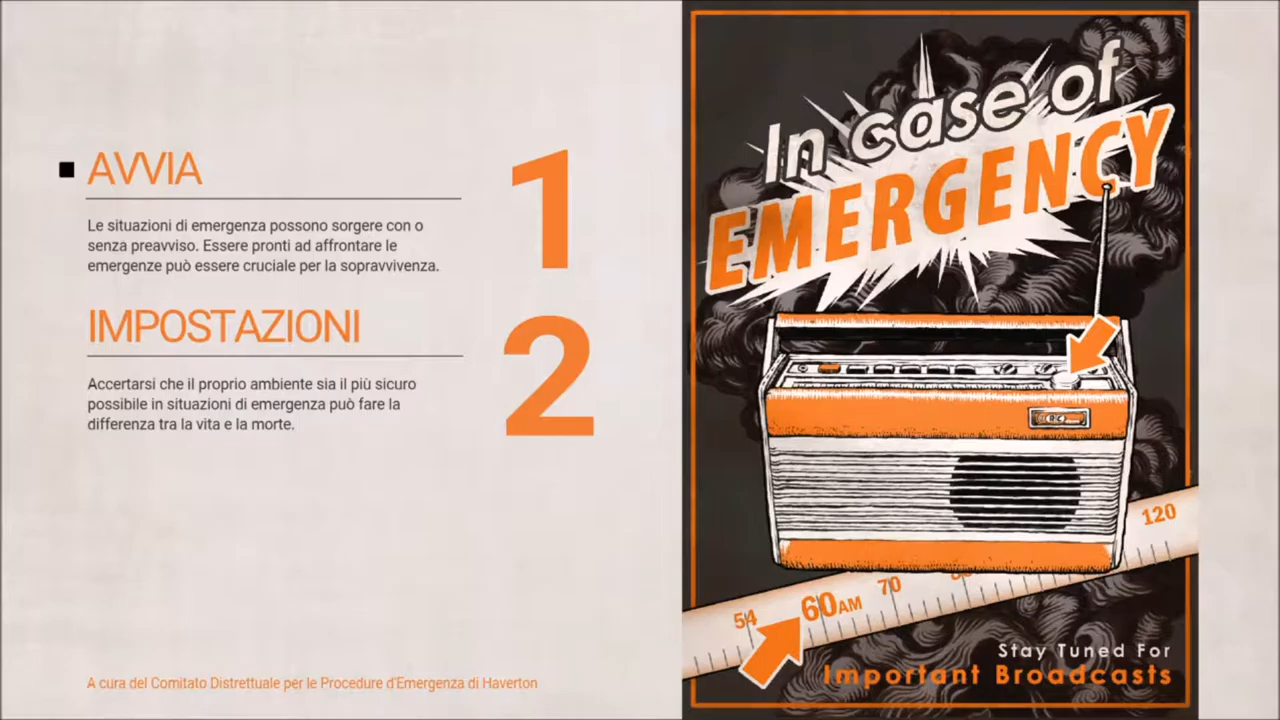 AVVIA
1
Le situazioni di emergenza possono sorgere con o
senza preavviso. Essere pronti ad affrontare le
emergenze può essere cruciale per la sopravvivenza.
IMPOSTAZIONI
2
Accertarsi che il proprio ambiente sia il più sicuro
possibile in situazioni di emergenza può fare la
differenza tra la vita e la morte.
A cura del Comitato Distrettuale per le Procedure d'Emergenza di Haverton
In case of
EMERGENCY
120
70
60AM
54
Stay Tuned For
Important Broadcasts